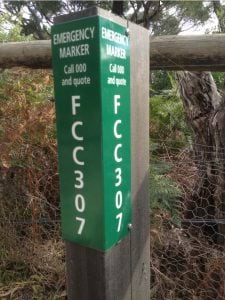 EMERGENCY
MARKER
Call 000
and quote
F
C
C
3
0
7
EMERGENCY
MARKER
Call 000
and quote
F
C
C
3
0
7